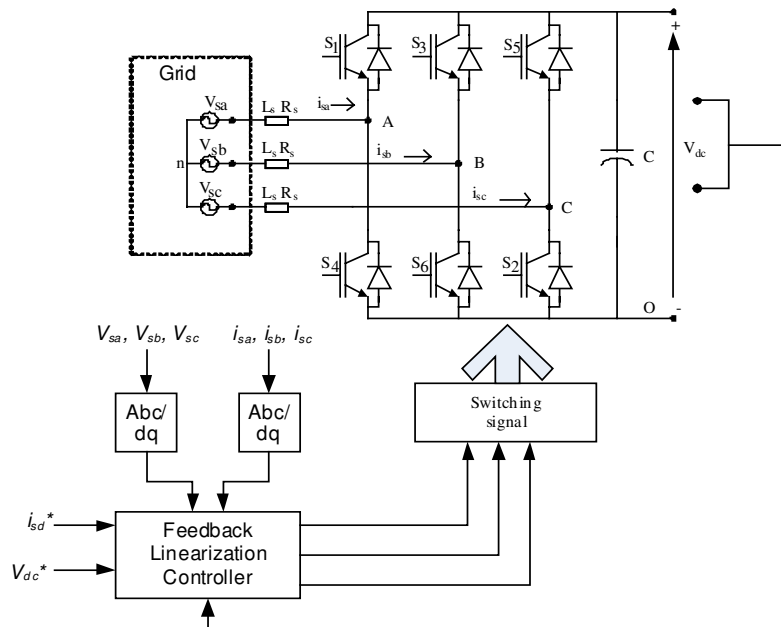 S1 S3 S5
+
Grid
Vsa
Ls Rs
isa
A
Vsb
Ls Rs
isb
n
B
C
Vdc
Vsc
Ls Rs
isc
C
S4 S6 S2
O
-
Vsa, Vsb, Vsc
isa, isb, isc
Abc/
dq
Abc/
dq
Switching
signal
isd*
Vdc*
Feedback
Linearization
Controller